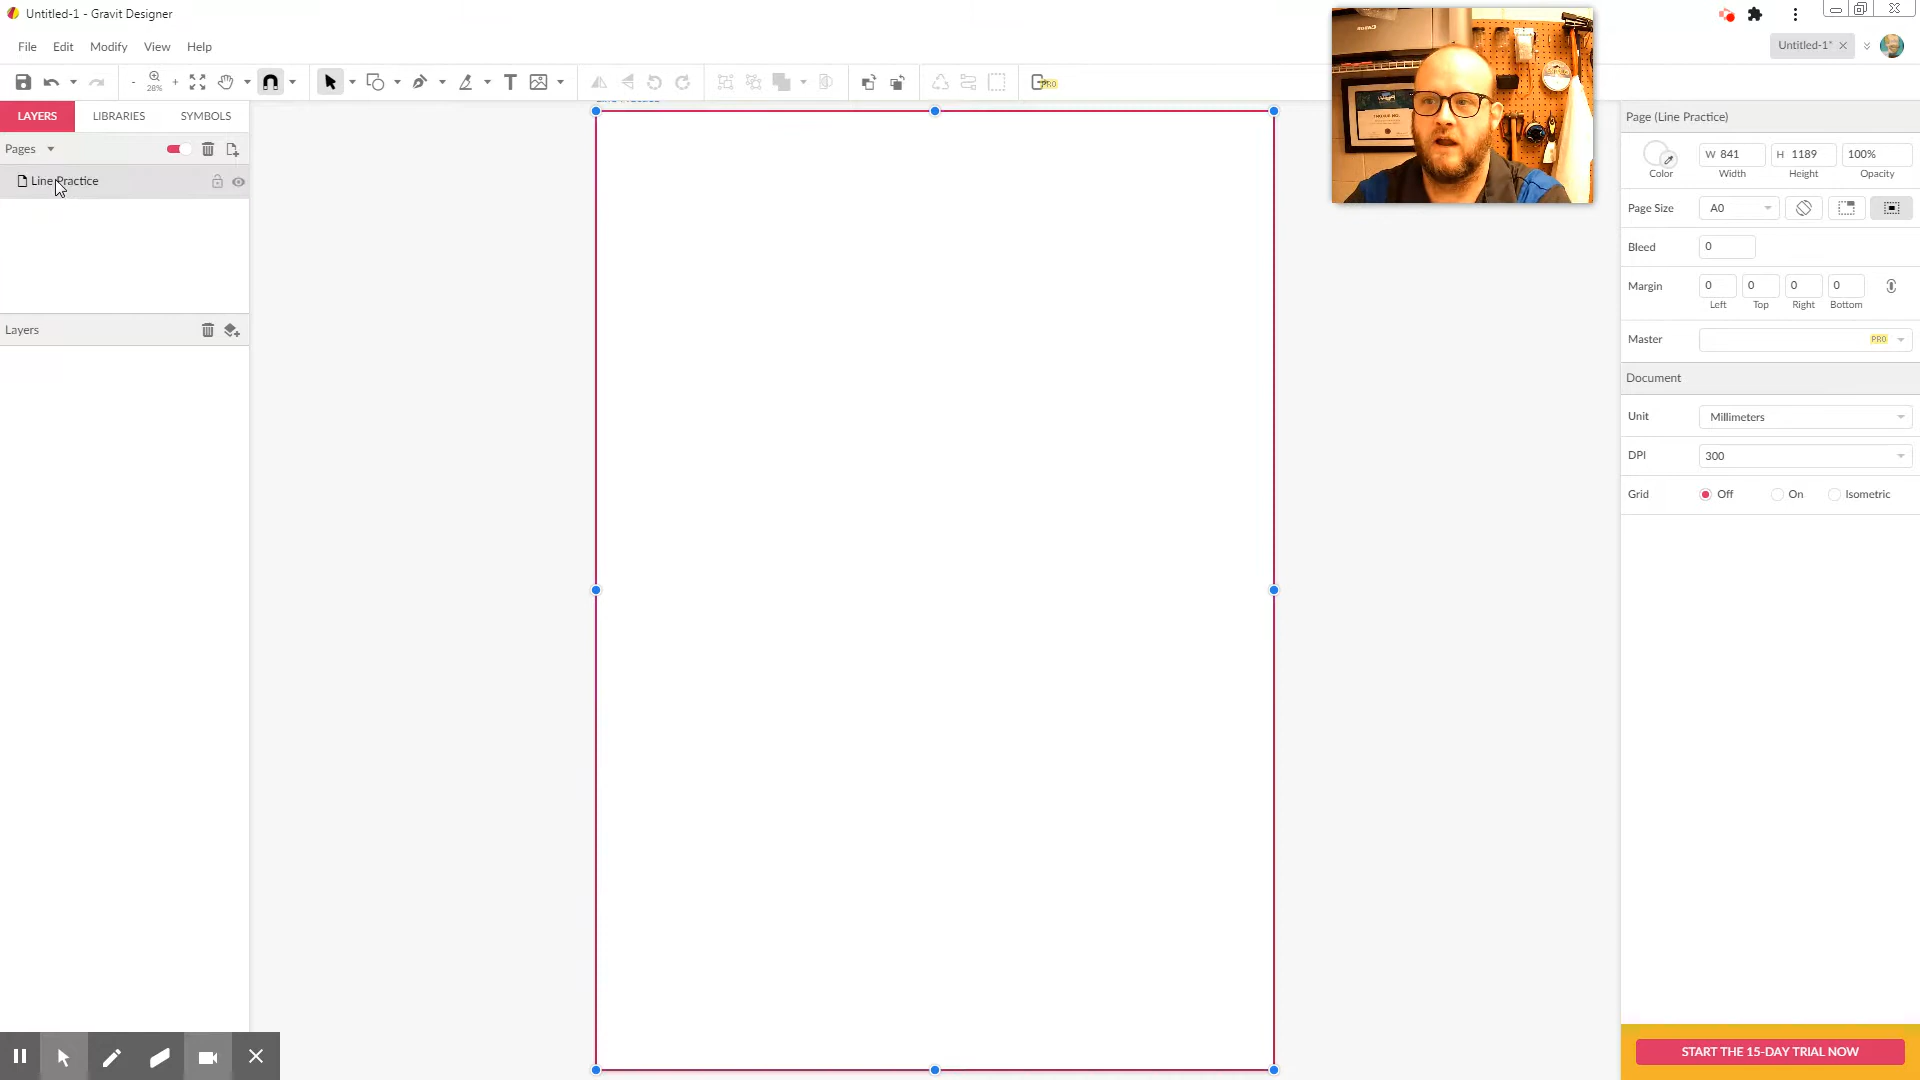 Untitled-1 - Gravit Designer
File Edit Modify View Help
Untitled-1*
28%
PRO
LAYERS LIBRARIES SYMBOLS
Pages
Line Practice
Layers
Page (Line Practice)
W 841 H 1189 100%
Color Width Height Opacity
Page Size A0
Bleed 0
Margin 0 0 0 0
Left Top Right Bottom
Master PRO
Document
Unit Millimeters
DPI 300
Grid Off On Isometric
START THE 15-DAY TRIAL NOW